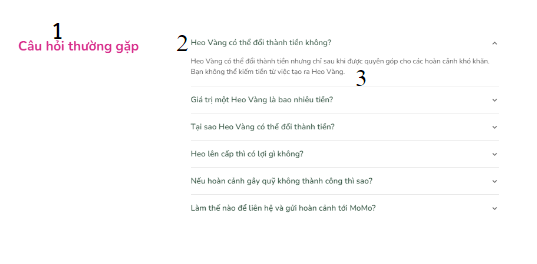 1
Câu hỏi thường gặp
2
Heo Vàng có thể đổi thành tiền không?
Heo Vàng có thể đổi thành tiền nhưng chỉ sau khi được quyên góp cho các hoàn cảnh khó khăn.
Bạn không thể kiếm tiền từ việc tạo ra Heo Vàng.
3
Giá trị một Heo Vàng là bao nhiêu tiền?
Tại sao Heo Vàng có thể đổi thành tiền?
Heo lên cấp thì có lợi gì không?
Nếu hoàn cảnh gây quỹ không thành công thì sao?
Làm thế nào để liên hệ và gửi hoàn cảnh tới MoMo?